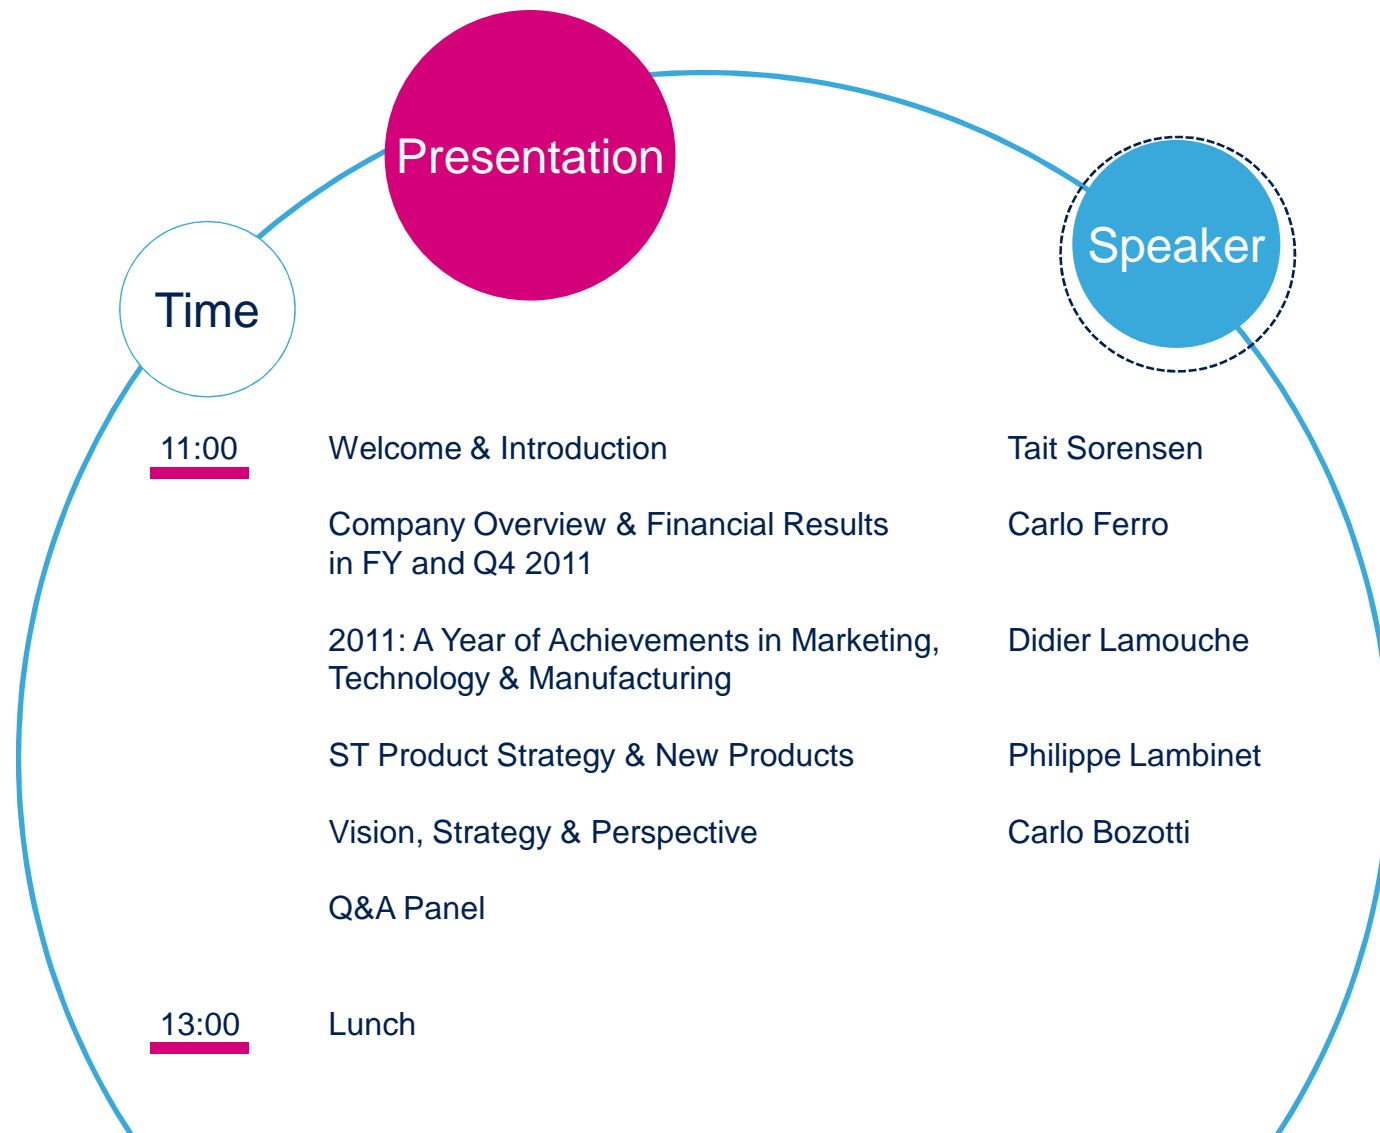 Presentation
Speaker
Time
11:00 Welcome & Introduction Tait Sorensen
Company Overview & Financial Results Carlo Ferro
in FY and Q4 2011
2011: A Year of Achievements in Marketing, Didier Lamouche
Technology & Manufacturing
ST Product Strategy & New Products Philippe Lambinet
Vision, Strategy & Perspective Carlo Bozotti
Q&A Panel
13:00 Lunch